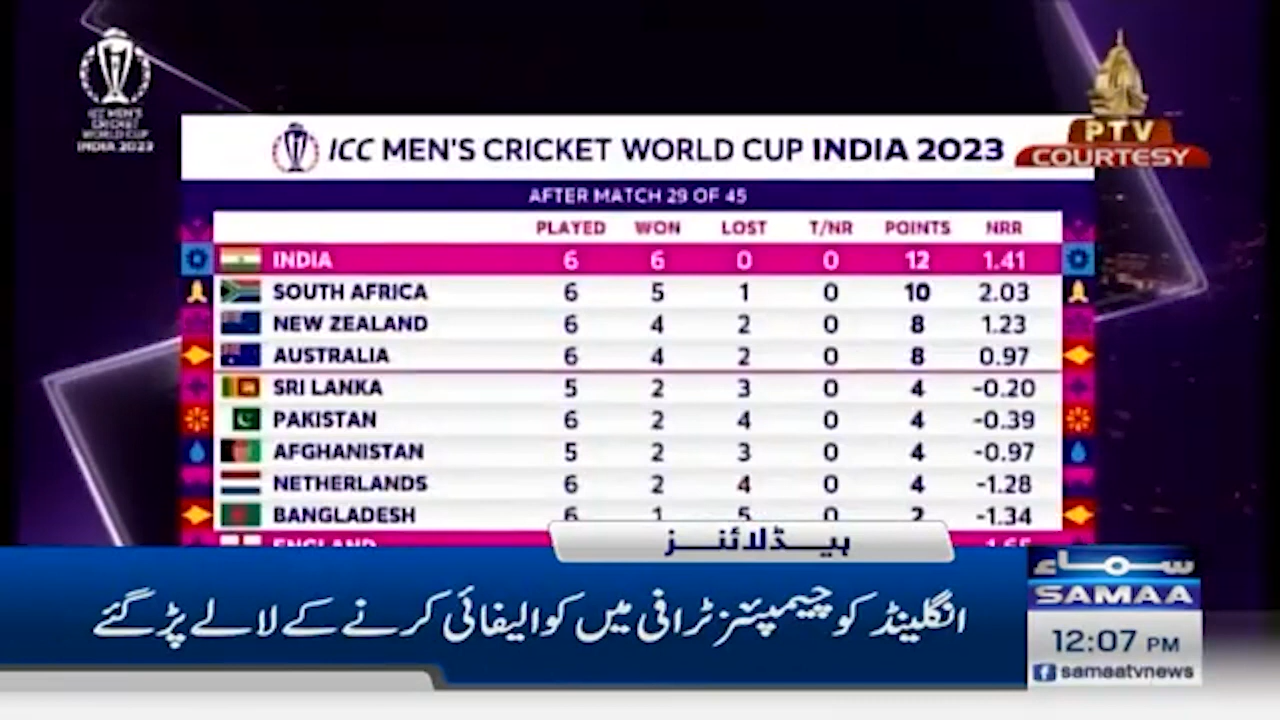 ICC MEN'S
CRICKET
WORLD CUP
INDIA 2023
PTV
COURTESY
ICC MEN'S CRICKET WORLD CUP INDIA 2023
AFTER MATCH 29 OF 45
PLAYED WON LOST T/NR POINTS NRR
INDIA 6 6 0 0 12 1.41
SOUTH AFRICA 6 5 1 0 10 2.03
NEW ZEALAND 6 4 2 0 8 1.23
AUSTRALIA 6 4 2 0 8 0.97
SRI LANKA 5 2 3 0 4 -0.20
PAKISTAN 6 2 4 0 4 -0.39
AFGHANISTAN 5 2 3 0 4 -0.97
NETHERLANDS 6 2 4 0 4 -1.28
BANGLADESH 6 1 5 0 2 -1.34
ENGLAND -1.65
ہیڈلائنز
انگلینڈ کو چیمپئنز ٹرافی میں کوالیفائی کرنے کے لالے پڑ گئے
سماء
SAMAA
12:07 PM
samaatvnews